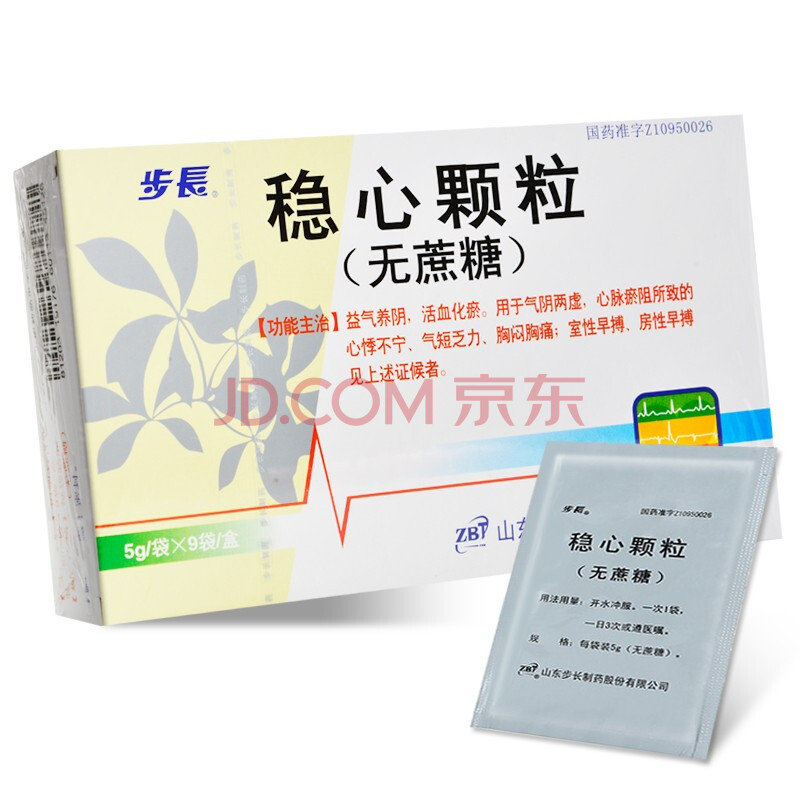 国药准字Z10950026
步長
稳心颗粒
（无蔗糖）
【功能主治】益气养阴，活血化瘀。用于气阴两虚，心脉瘀阻所致的
心悸不宁、气短乏力、胸闷胸痛；室性早搏、房性早搏
见上述证候者。
JD.COM 京东
5g/袋×9袋/盒
ZBT 山东
步長 国药准字Z10950026
稳心颗粒
（无蔗糖）
用法用量：开水冲服。一次1袋。
一日3次或遵医嘱。
规 格：每袋装5g（无蔗糖）。
ZBT 山东步长制药股份有限公司